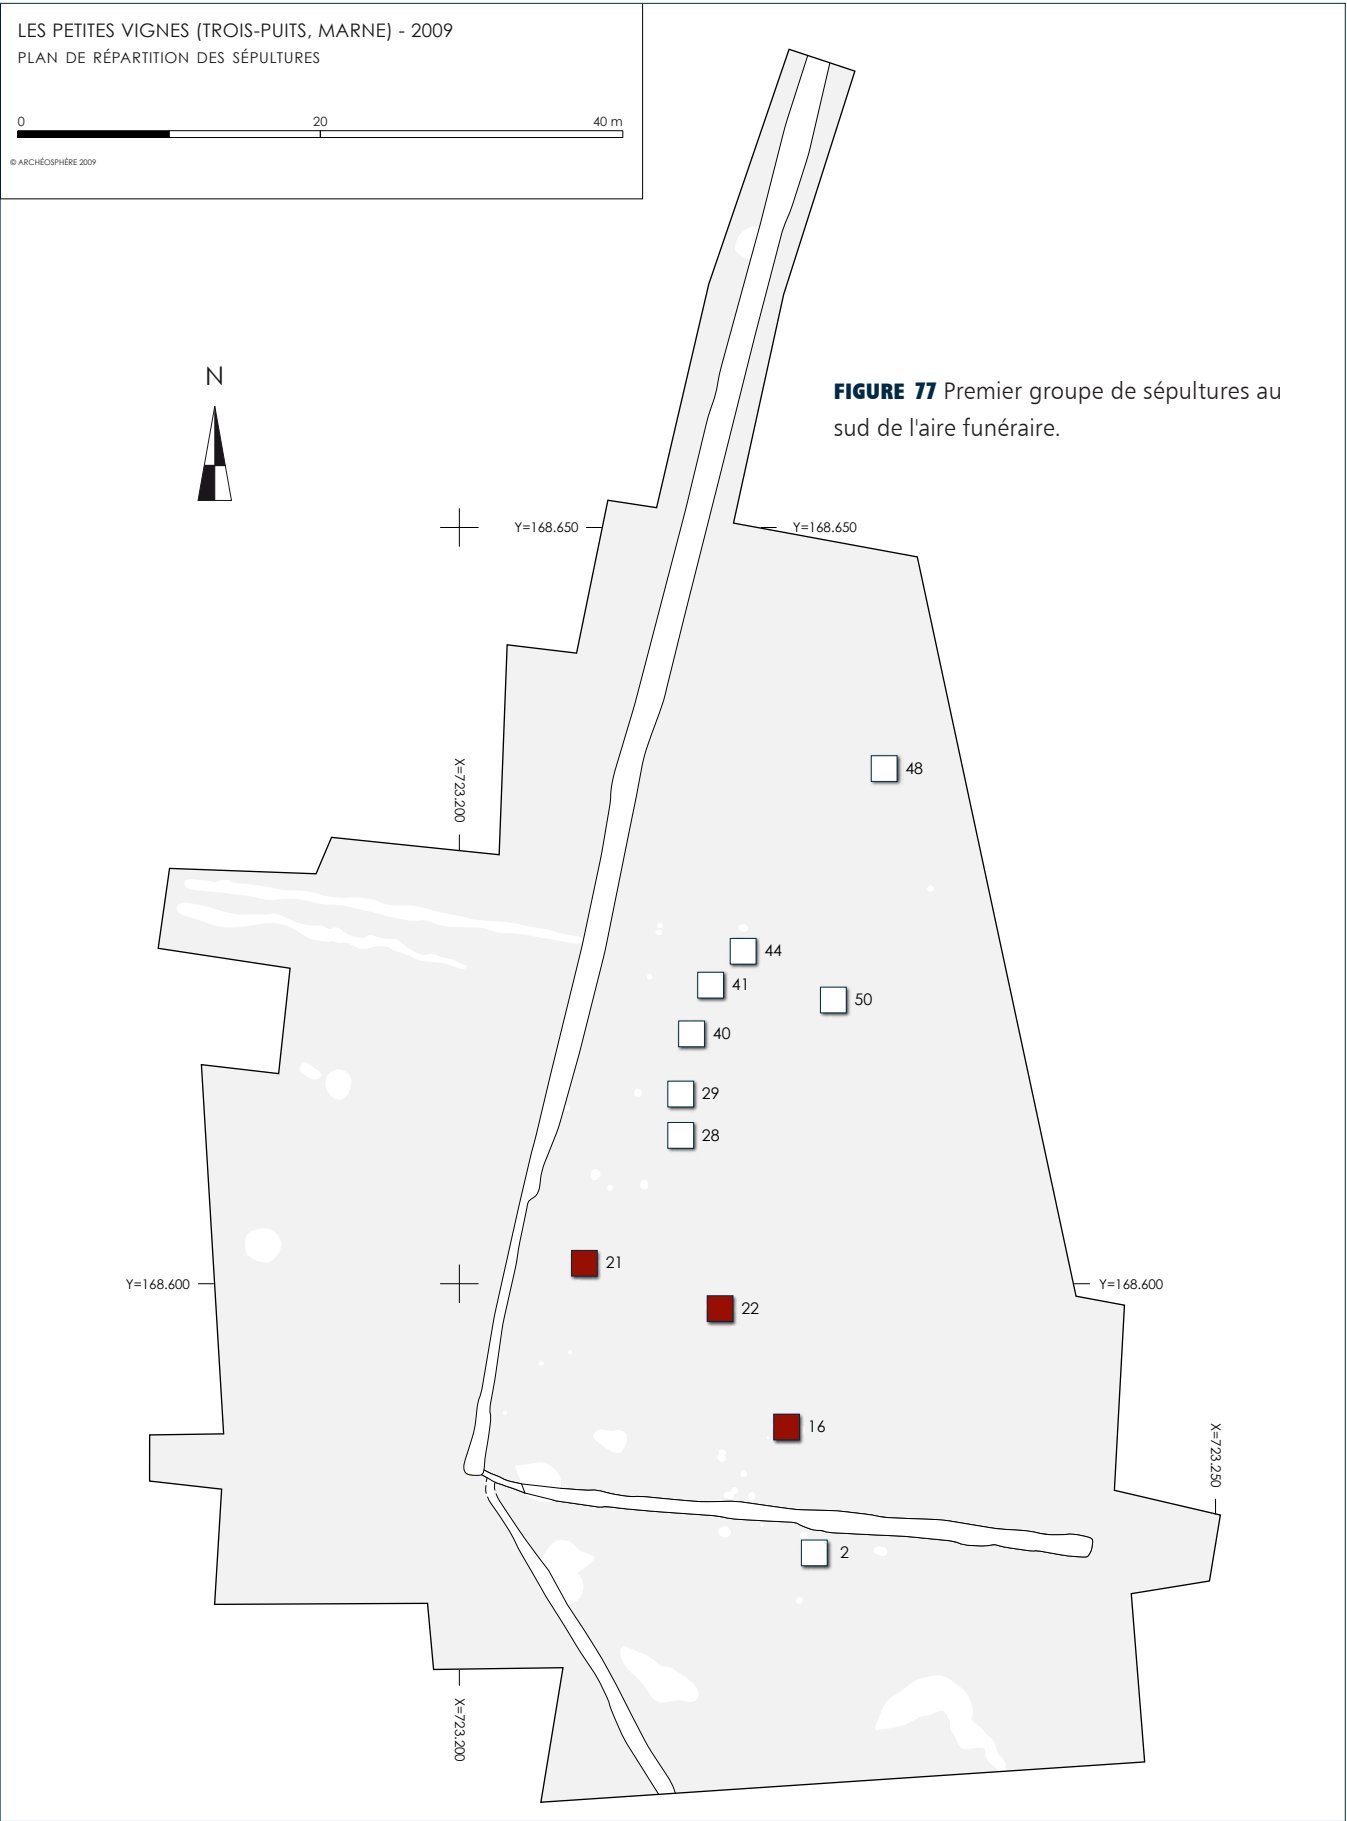 LES PETITES VIGNES (TROIS-PUITS, MARNE) - 2009
PLAN DE RÉPARTITION DES SÉPULTURES
0 20 40 m
© ARCHÉOSPHÈRE 2009
N
FIGURE 77 Premier groupe de sépultures au
sud de l'aire funéraire.
Y=168.650
Y=168.650
X=723.200
48
44
41
50
40
29
28
21
Y=168.600
Y=168.600
22
16
X=723.250
2
X=723.200